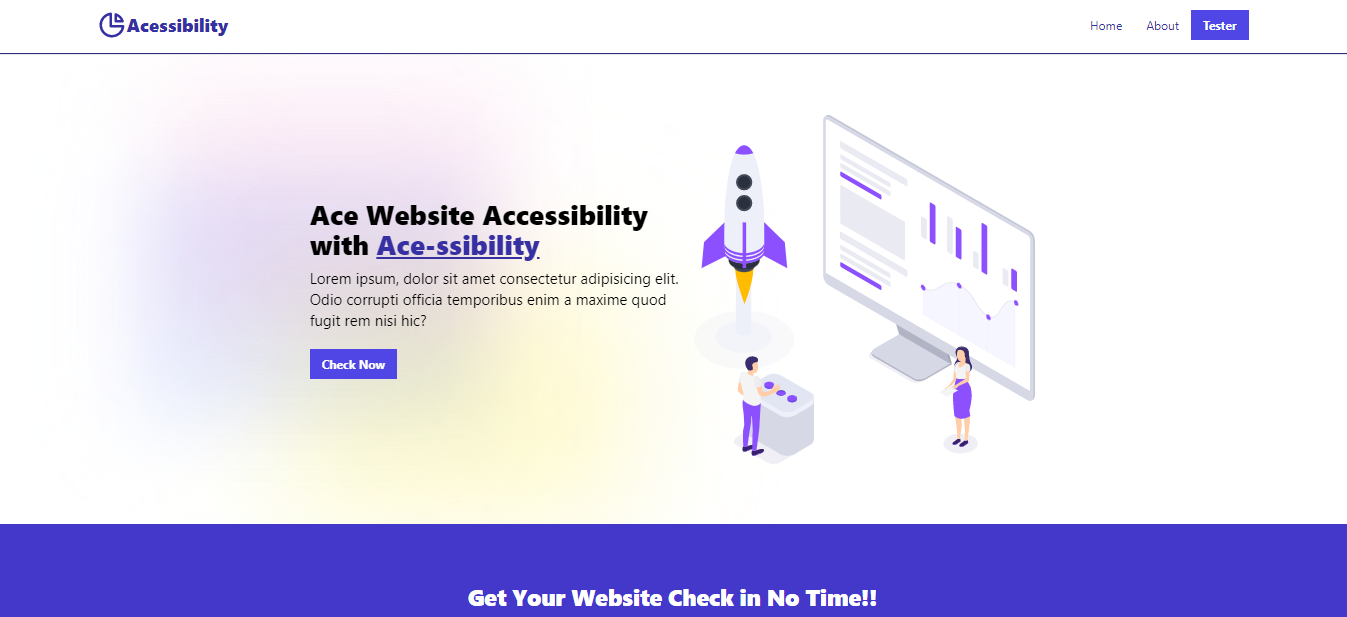 Acessibility
Home
About
Tester
Ace Website Accessibility
with Ace-ssibility
Lorem ipsum, dolor sit amet consectetur adipisicing elit.
Odio corrupti officia temporibus enim a maxime quod
fugit rem nisi hic?
Check Now
Get Your Website Check in No Time!!